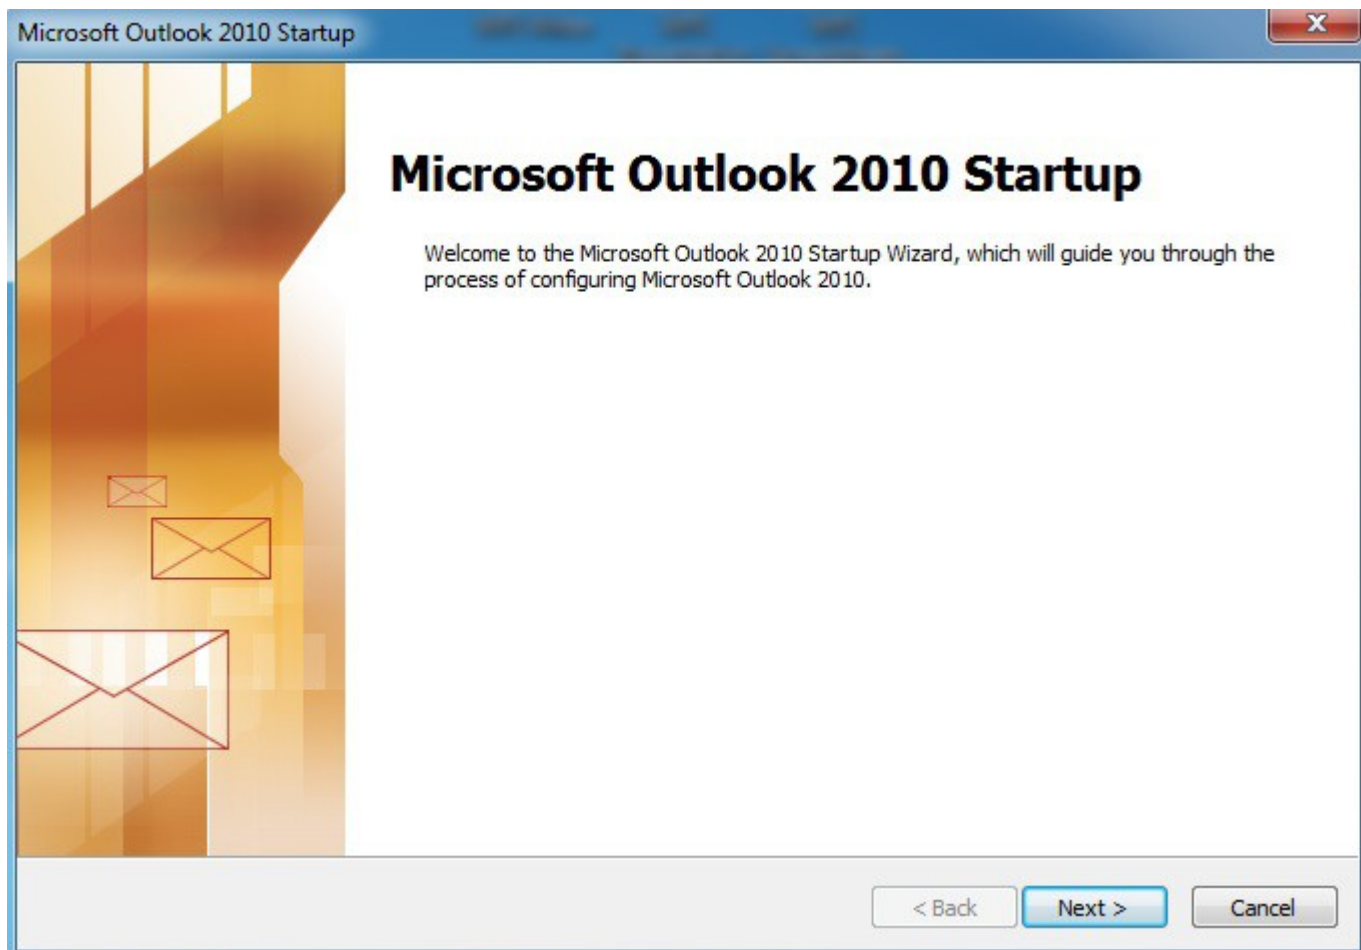 Microsoft Outlook 2010 Startup
Microsoft Outlook 2010 Startup
Welcome to the Microsoft Outlook 2010 Startup Wizard, which will guide you through the
process of configuring Microsoft Outlook 2010.
< Back
Next >
Cancel